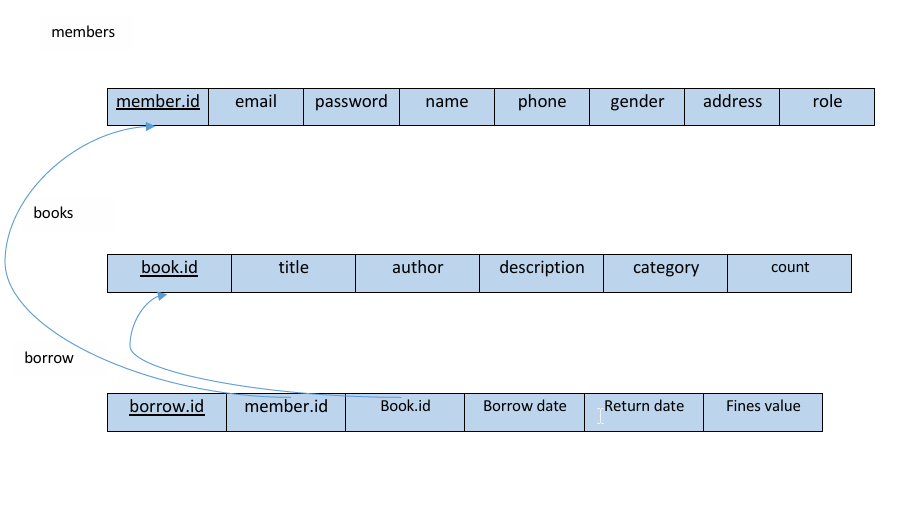 members
member.id email password name phone gender address role
books
book.id title author description category count
borrow
borrow.id member.id Book.id Borrow date Return date Fines value